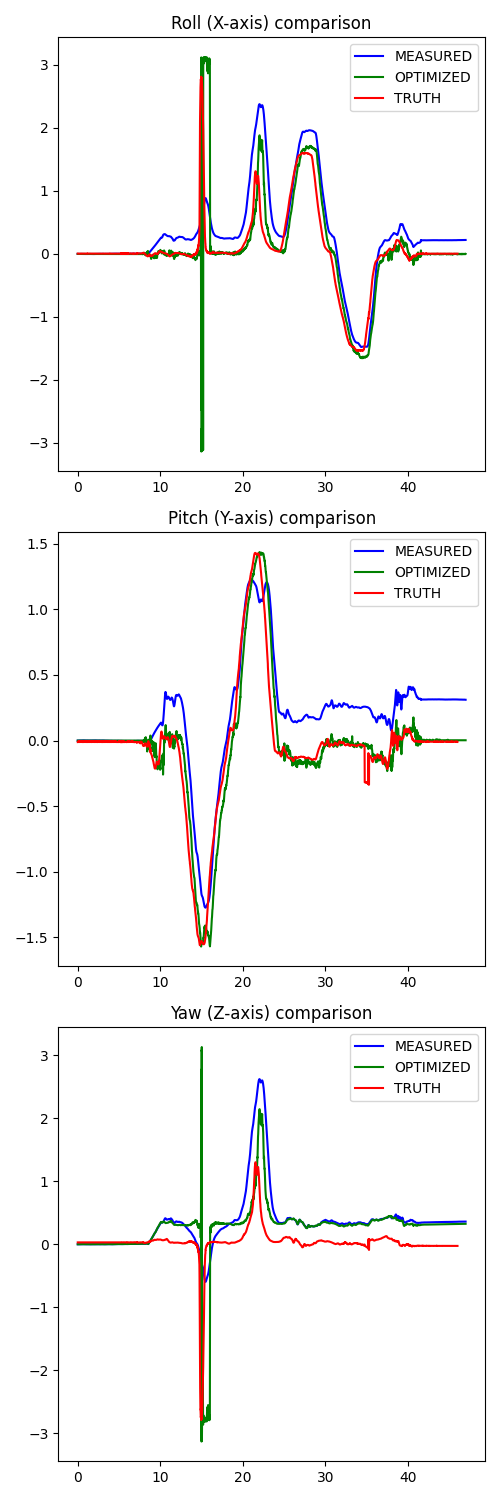 Roll (X-axis) comparison
MEASURED
OPTIMIZED
TRUTH
3
2
1
0
−1
−2
−3
0 10 20 30 40
Pitch (Y-axis) comparison
MEASURED
OPTIMIZED
TRUTH
1.5
1.0
0.5
0.0
−0.5
−1.0
−1.5
0 10 20 30 40
Yaw (Z-axis) comparison
MEASURED
OPTIMIZED
TRUTH
3
2
1
0
−1
−2
−3
0 10 20 30 40